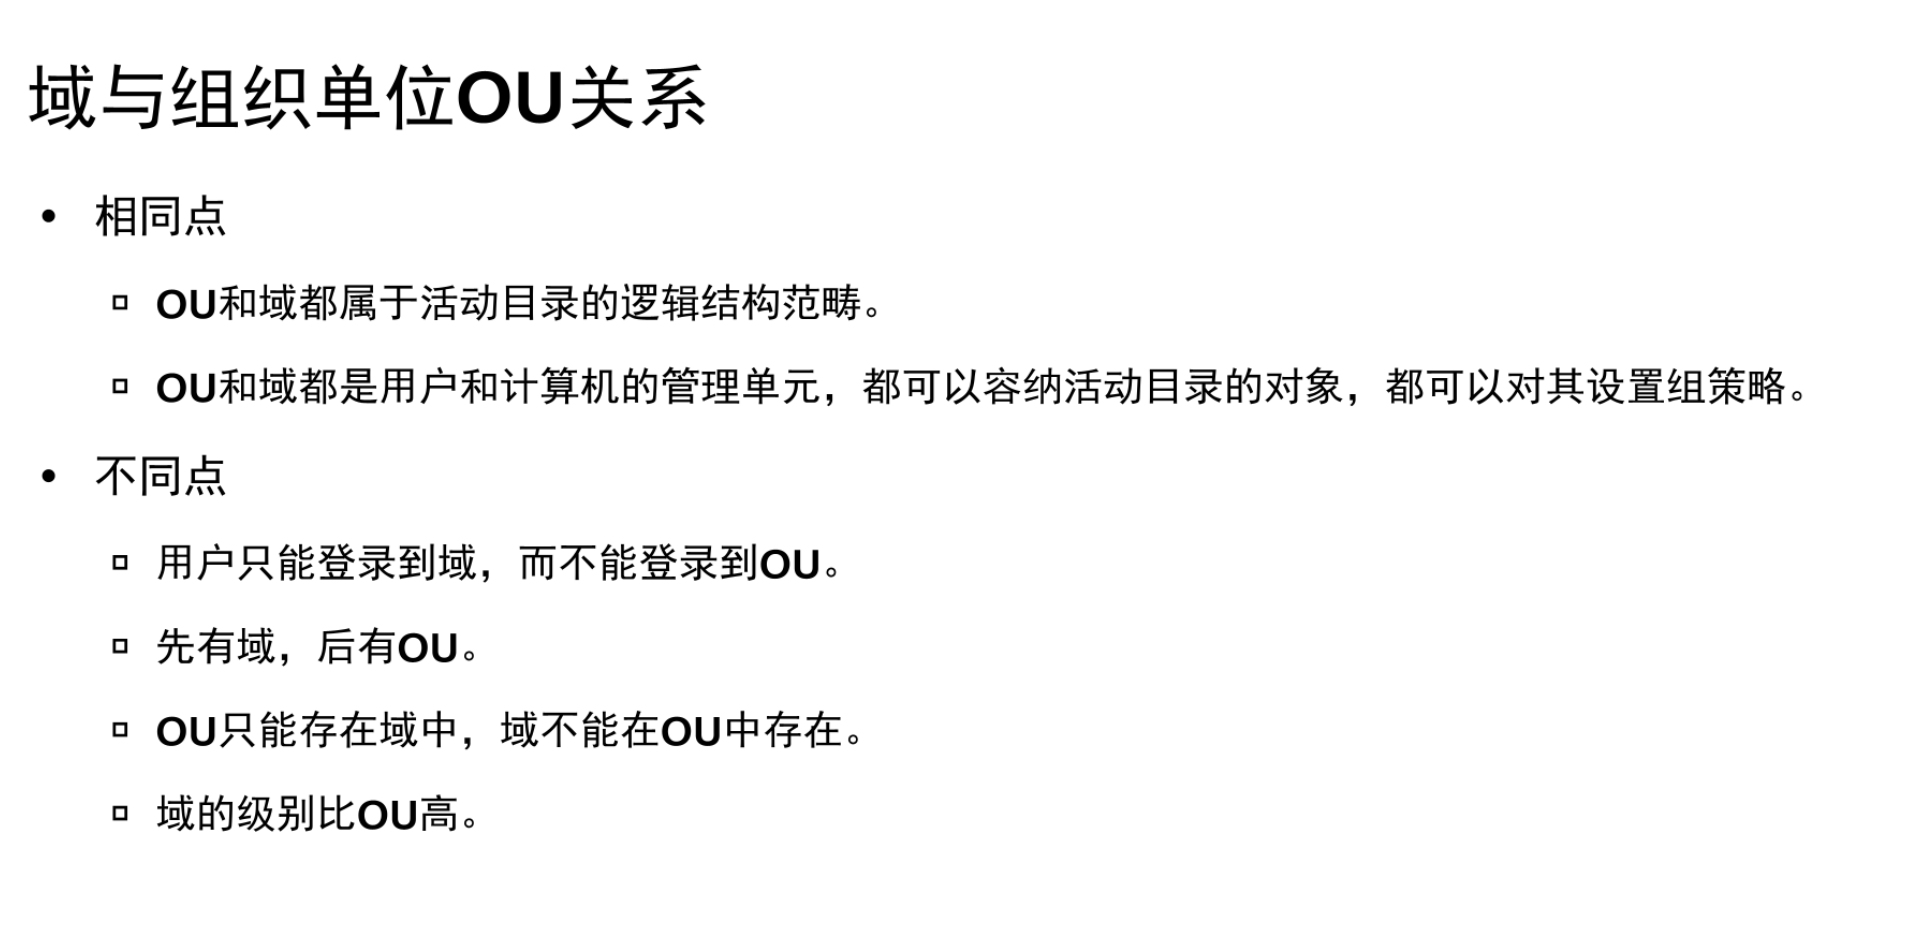 域与组织单位OU关系
• 相同点
▫ OU和域都属于活动目录的逻辑结构范畴。
▫ OU和域都是用户和计算机的管理单元，都可以容纳活动目录的对象，都可以对其设置组策略。
• 不同点
▫ 用户只能登录到域，而不能登录到OU。
▫ 先有域，后有OU。
▫ OU只能存在域中，域不能在OU中存在。
▫ 域的级别比OU高。